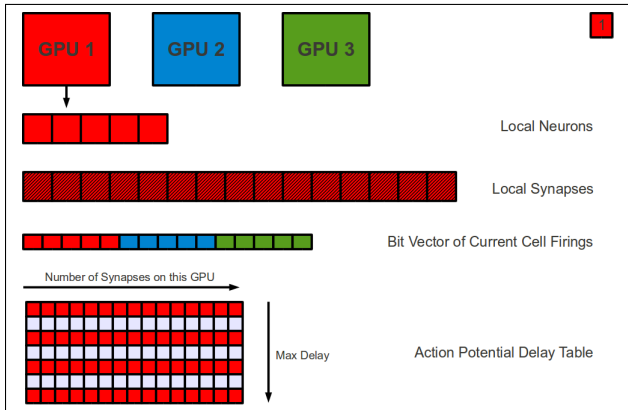 GPU 1 GPU 2 GPU 3 1
Local Neurons
Local Synapses
Bit Vector of Current Cell Firings
Number of Synapses on this GPU
Max Delay
Action Potential Delay Table